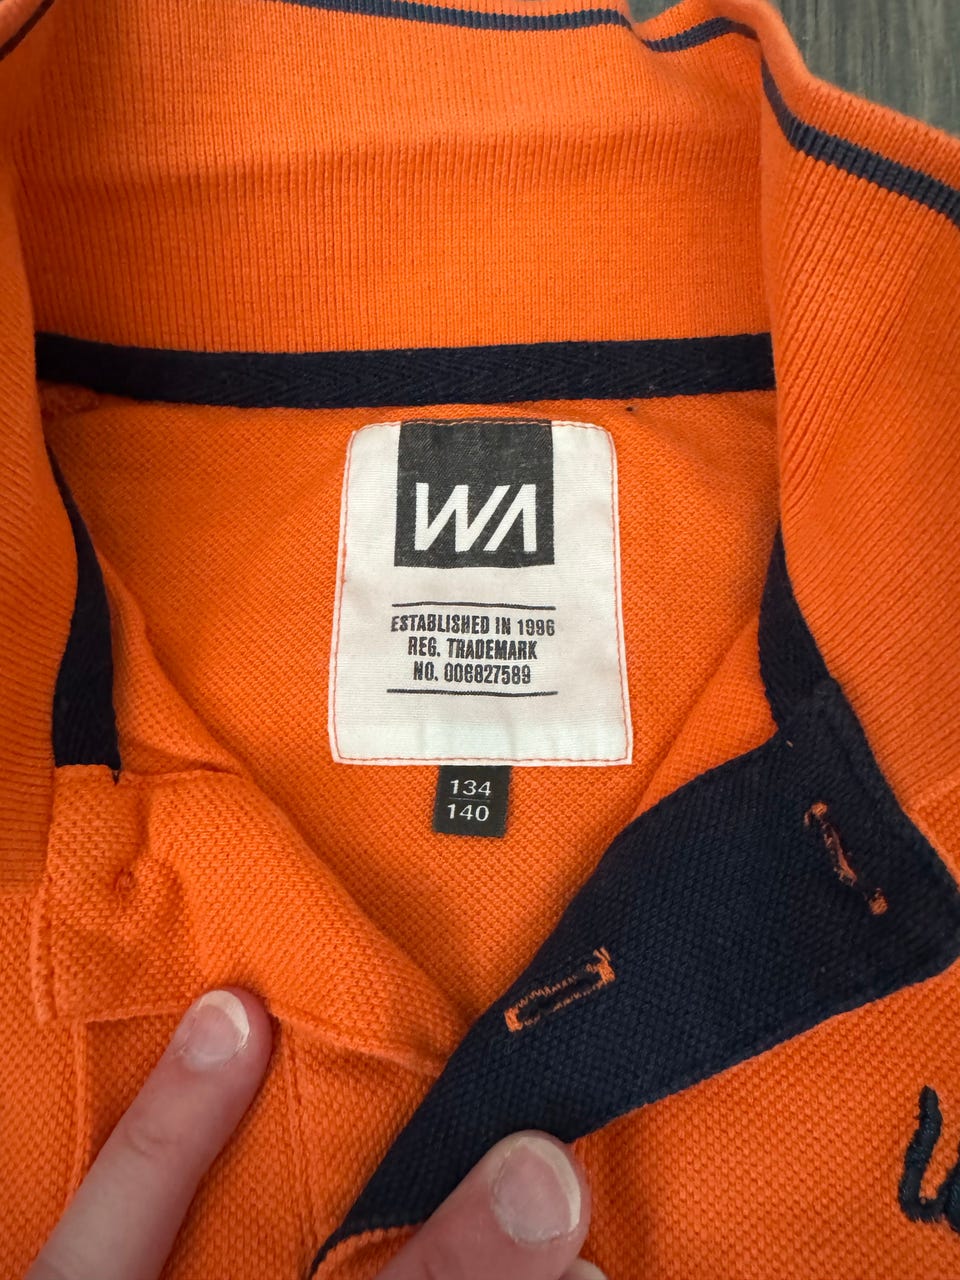 WA
ESTABLISHED IN 1996
REG. TRADEMARK
NO. 006827589
134
140